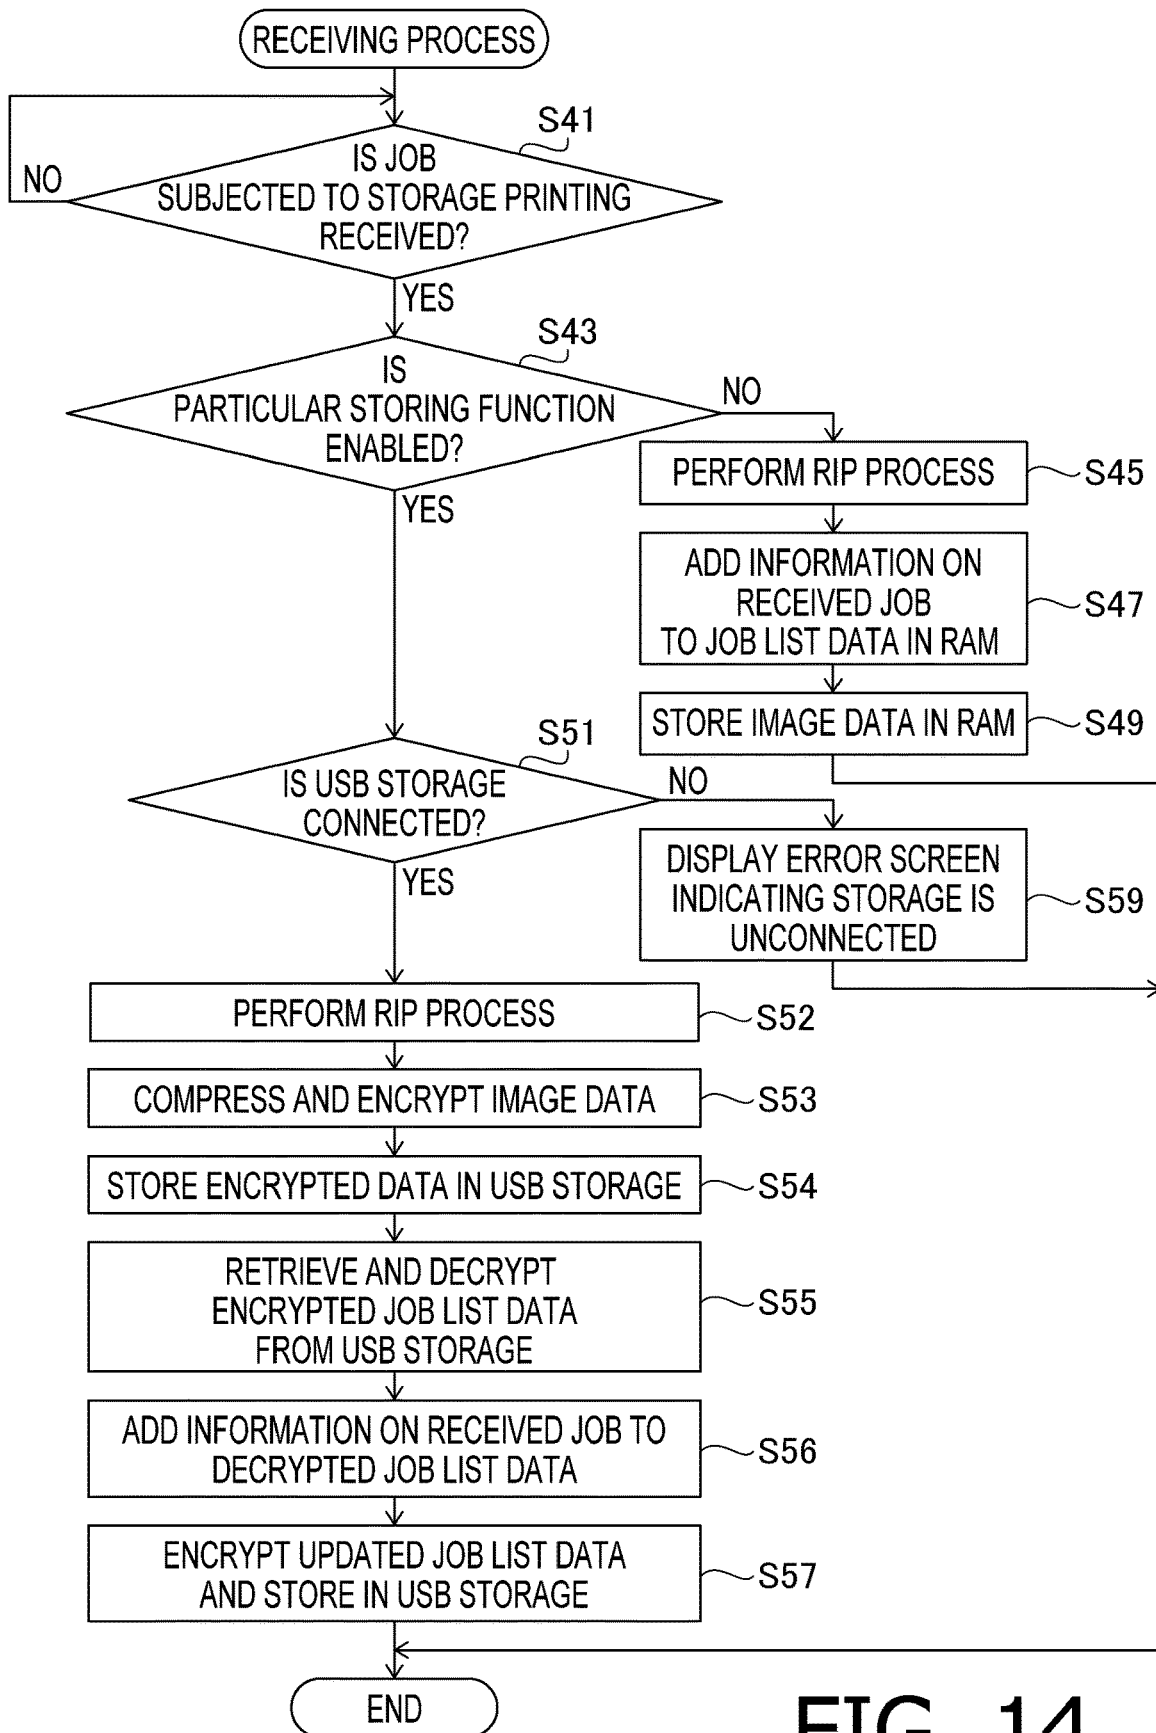 RECEIVING PROCESS
S41
IS JOB
SUBJECTED TO STORAGE PRINTING
RECEIVED?
NO
YES
S43
IS
PARTICULAR STORING FUNCTION
ENABLED?
NO
YES
PERFORM RIP PROCESS
S45
ADD INFORMATION ON
RECEIVED JOB
TO JOB LIST DATA IN RAM
S47
STORE IMAGE DATA IN RAM
S49
S51
IS USB STORAGE
CONNECTED?
NO
YES
DISPLAY ERROR SCREEN
INDICATING STORAGE IS
UNCONNECTED
S59
PERFORM RIP PROCESS
S52
COMPRESS AND ENCRYPT IMAGE DATA
S53
STORE ENCRYPTED DATA IN USB STORAGE
S54
RETRIEVE AND DECRYPT
ENCRYPTED JOB LIST DATA
FROM USB STORAGE
S55
ADD INFORMATION ON RECEIVED JOB TO
DECRYPTED JOB LIST DATA
S56
ENCRYPT UPDATED JOB LIST DATA
AND STORE IN USB STORAGE
S57
END
FIG. 14